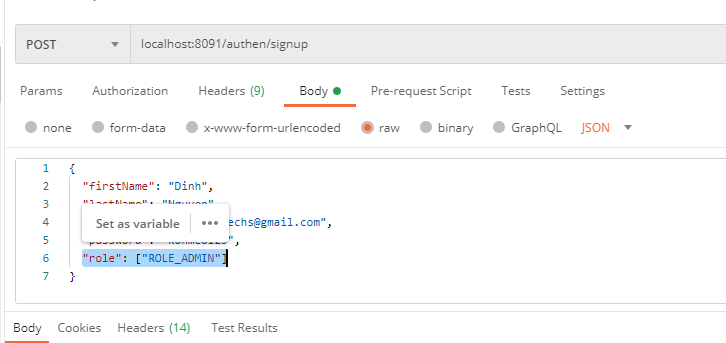 POST localhost:8091/authen/signup
Params Authorization Headers (9) Body Pre-request Script Tests Settings
none form-data x-www-form-urlencoded raw binary GraphQL JSON
1 {
2 "firstName": "Dinh",
3 "lastName": "Nguyen",
Set as variable •••
4 echs@gmail.com",
5
6 "role": ["ROLE_ADMIN"]
7 }
Body Cookies Headers (14) Test Results